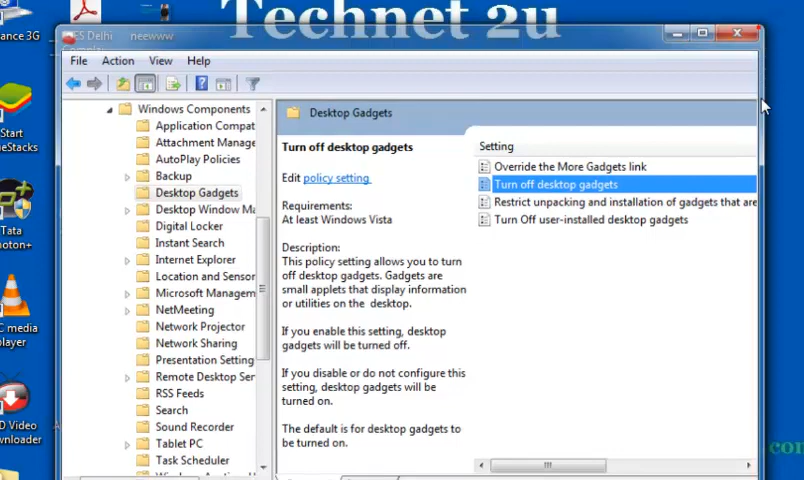 Technet 2u
ance 3G
ES Delhi
neewww
File Action View Help
Windows Components
Application Compat
Attachment Manage
AutoPlay Policies
Backup
Desktop Gadgets
Desktop Window Ma
Digital Locker
Instant Search
Internet Explorer
Location and Sensor
Microsoft Managem
NetMeeting
Network Projector
Network Sharing
Presentation Setting
Remote Desktop Ser
RSS Feeds
Search
Sound Recorder
Tablet PC
Task Scheduler
Desktop Gadgets
Turn off desktop gadgets
Edit policy setting
Requirements:
At least Windows Vista
Description:
This policy setting allows you to turn
off desktop gadgets. Gadgets are
small applets that display information
or utilities on the desktop.
If you enable this setting, desktop
gadgets will be turned off.
If you disable or do not configure this
setting, desktop gadgets will be
turned on.
The default is for desktop gadgets to
be turned on.
Setting
Override the More Gadgets link
Turn off desktop gadgets
Restrict unpacking and installation of gadgets that are
Turn Off user-installed desktop gadgets
Start
eStacks
Tata
oton+
C media
player
D Video
wnloader
com